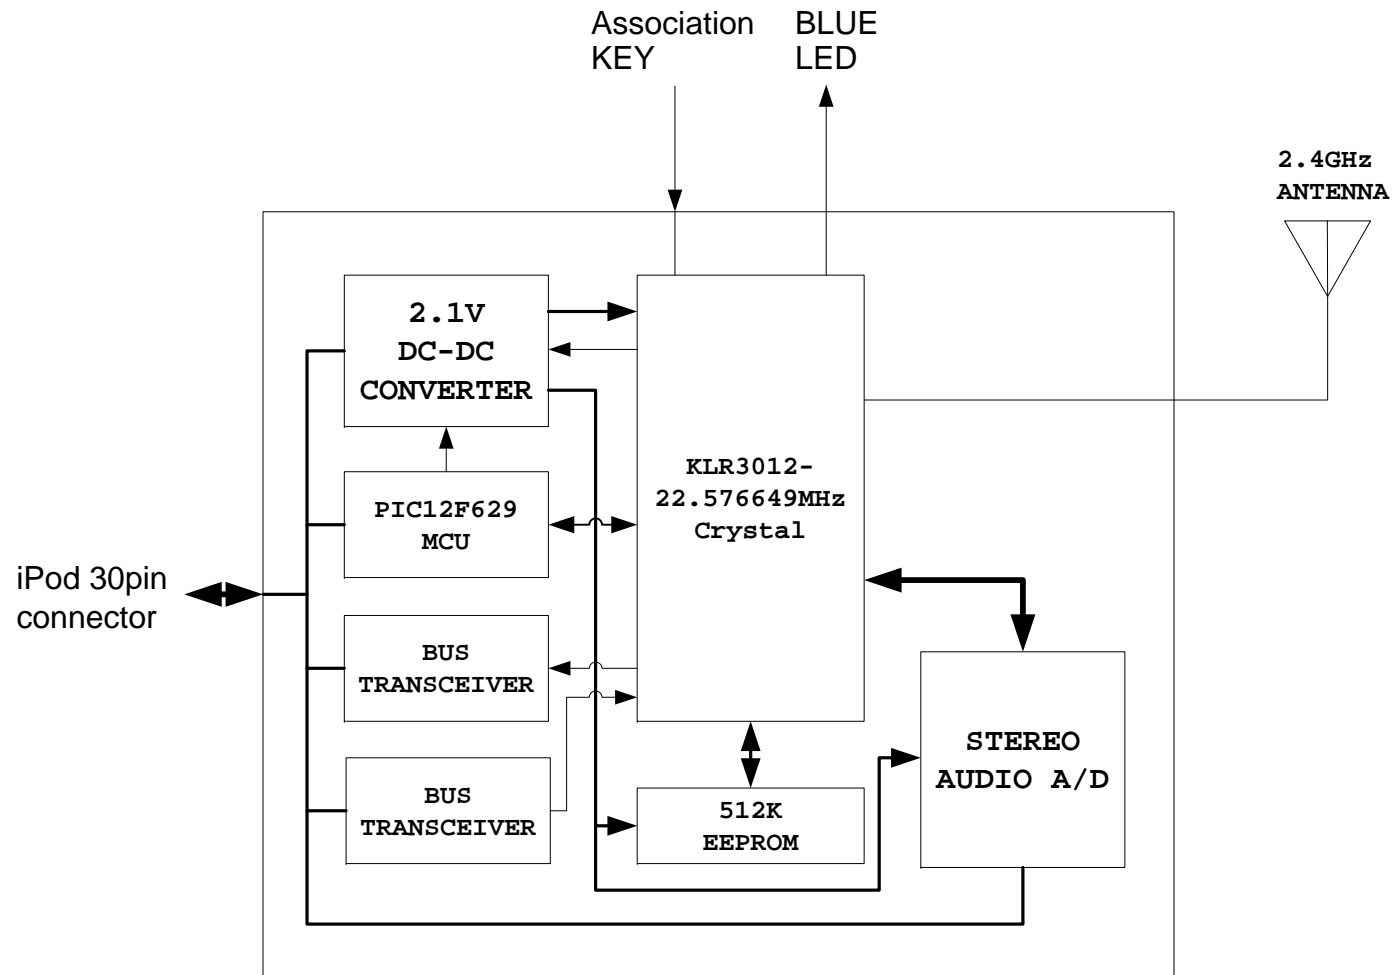 Association
KEY
BLUE
LED
2.4GHz
ANTENNA
2.1V
DC-DC
CONVERTER
KLR3012-
22.576649MHz
Crystal
PIC12F629
MCU
iPod 30pin
connector
BUS
TRANSCEIVER
STEREO
AUDIO A/D
BUS
TRANSCEIVER
512K
EEPROM